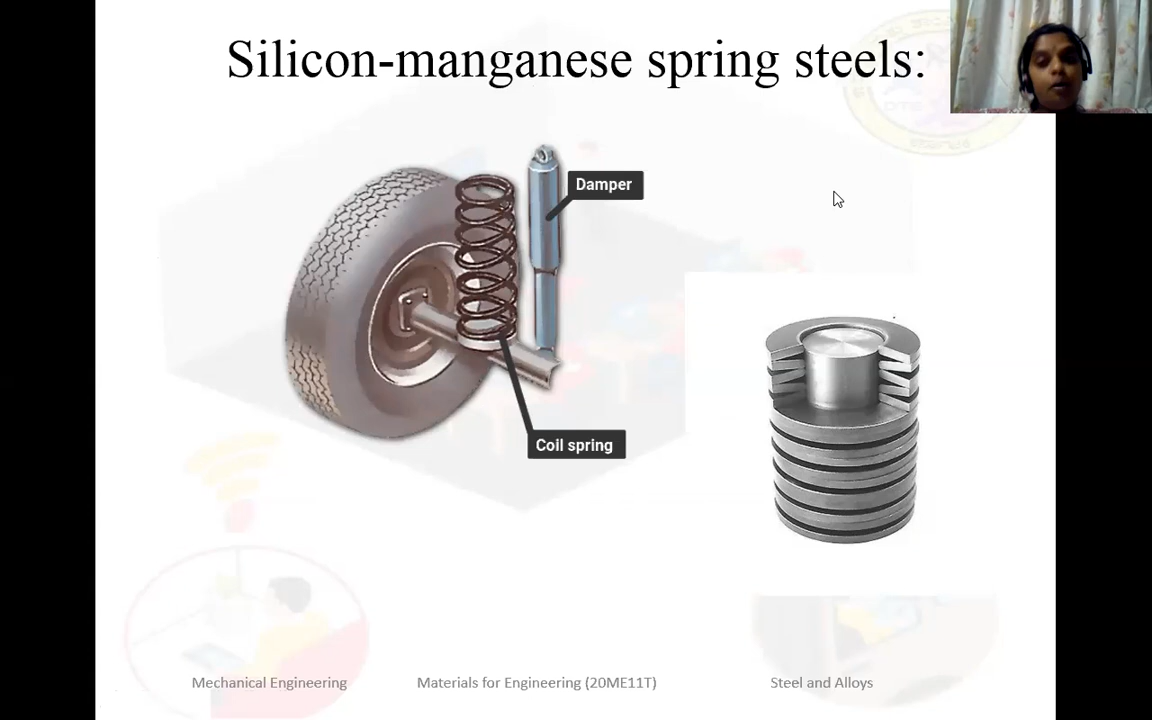 Silicon-manganese spring steels:
Damper
Coil spring
Mechanical Engineering
Materials for Engineering (20ME11T)
Steel and Alloys